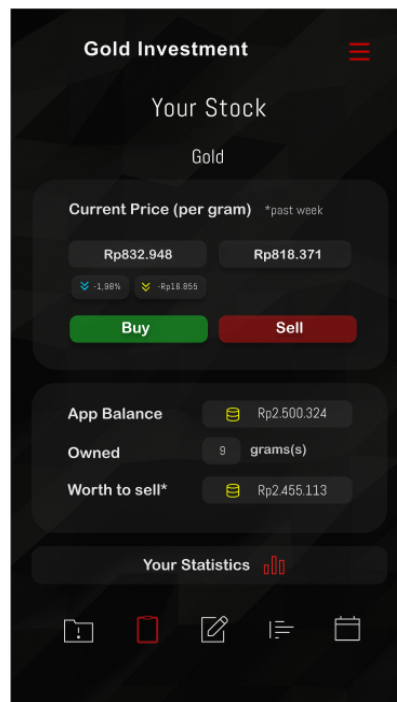 Gold Investment
Your Stock
Gold
Current Price (per gram) *past week
Rp832.948 Rp818.371
-1,98% -Rp16.855
Buy Sell
App Balance Rp2.500.324
Owned 9 grams(s)
Worth to sell* Rp2.455.113
Your Statistics